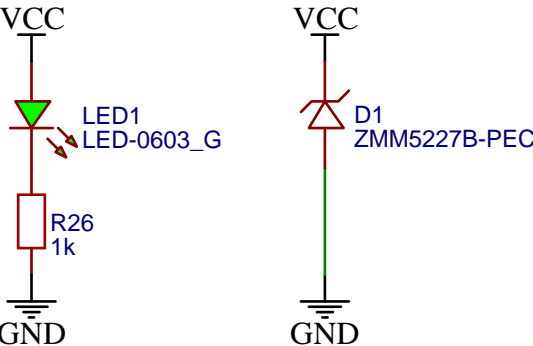 VCC
LED1
LED-0603_G
R26
1k
GND
VCC
D1
ZMM5227B-PEC
GND